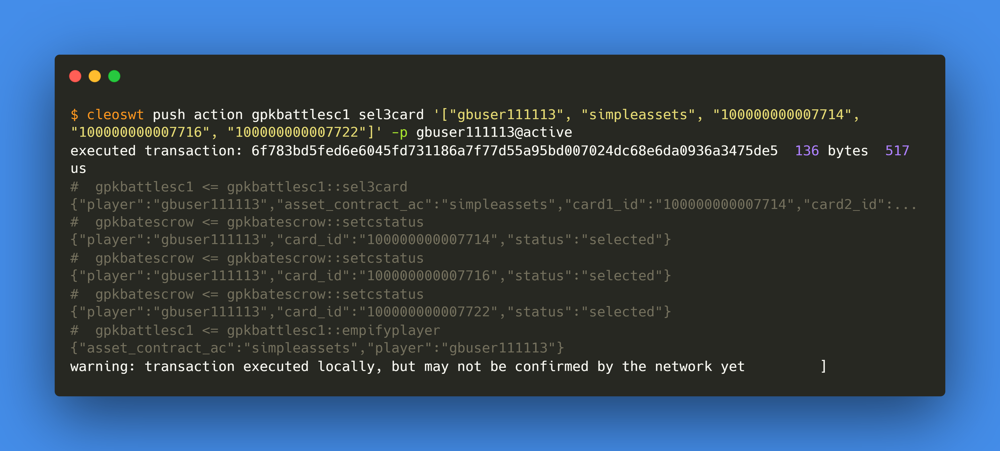 $ cleoswt push action gpkbattlesc1 sel3card '["gbuser111113", "simpleassets", "100000000007714",
"100000000007716", "100000000007722"]' -p gbuser111113@active
executed transaction: 6f783bd5fed6e6045fd731186a7f77d55a95bd007024dc68e6da0936a3475de5  136 bytes  517
us
#  gpkbattlesc1 <= gpkbattlesc1::sel3card
{"player":"gbuser111113","asset_contract_ac":"simpleassets","card1_id":"100000000007714","card2_id":...
#  gpkbatescrow <= gpkbatescrow::setcstatus
{"player":"gbuser111113","card_id":"100000000007714","status":"selected"}
#  gpkbatescrow <= gpkbatescrow::setcstatus
{"player":"gbuser111113","card_id":"100000000007716","status":"selected"}
#  gpkbatescrow <= gpkbatescrow::setcstatus
{"player":"gbuser111113","card_id":"100000000007722","status":"selected"}
#  gpkbattlesc1 <= gpkbattlesc1::empifyplayer
{"asset_contract_ac":"simpleassets","player":"gbuser111113"}
warning: transaction executed locally, but may not be confirmed by the network yet         ]